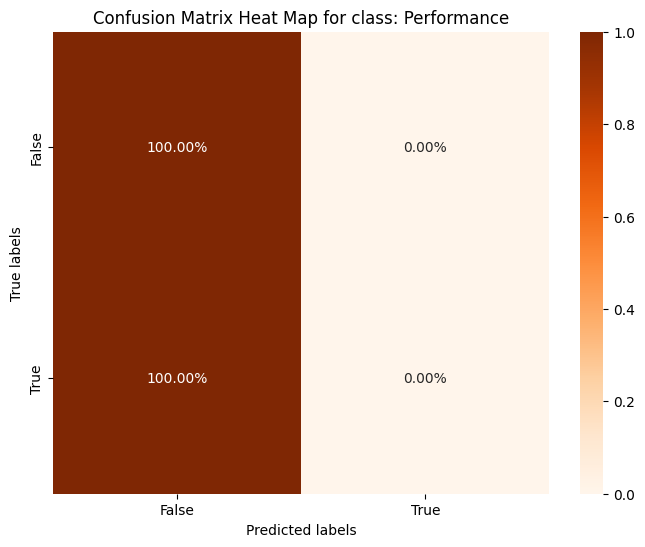 Confusion Matrix Heat Map for class: Performance
True labels
False
True
100.00%
0.00%
100.00%
0.00%
False
True
Predicted labels
1.0
0.8
0.6
0.4
0.2
0.0